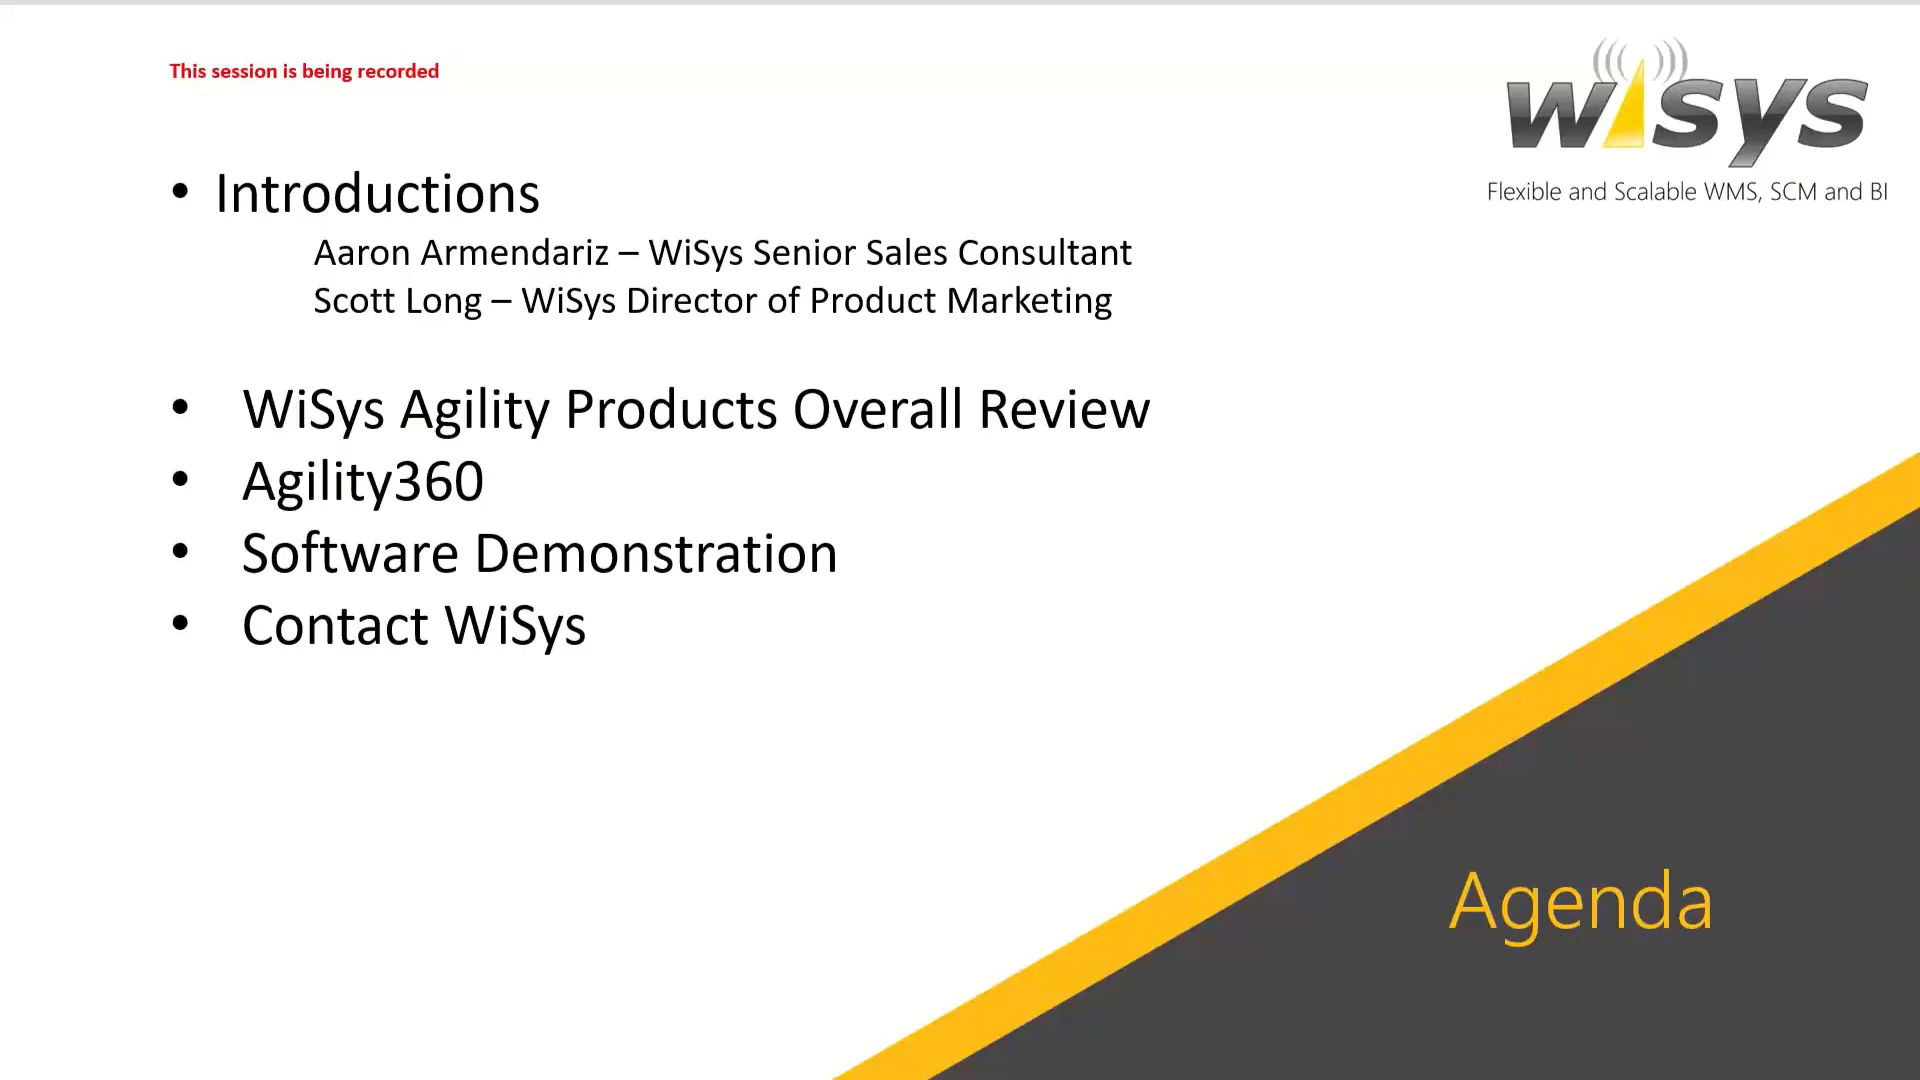 This session is being recorded
wisys
Flexible and Scalable WMS, SCM and BI
• Introductions
Aaron Armendariz – WiSys Senior Sales Consultant
Scott Long – WiSys Director of Product Marketing
• WiSys Agility Products Overall Review
• Agility360
• Software Demonstration
• Contact WiSys
Agenda